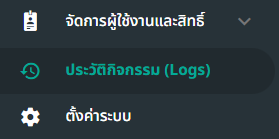 จัดการผู้ใช้งานและสิทธิ์
ประวัติกิจกรรม (Logs)
ตั้งค่าระบบ